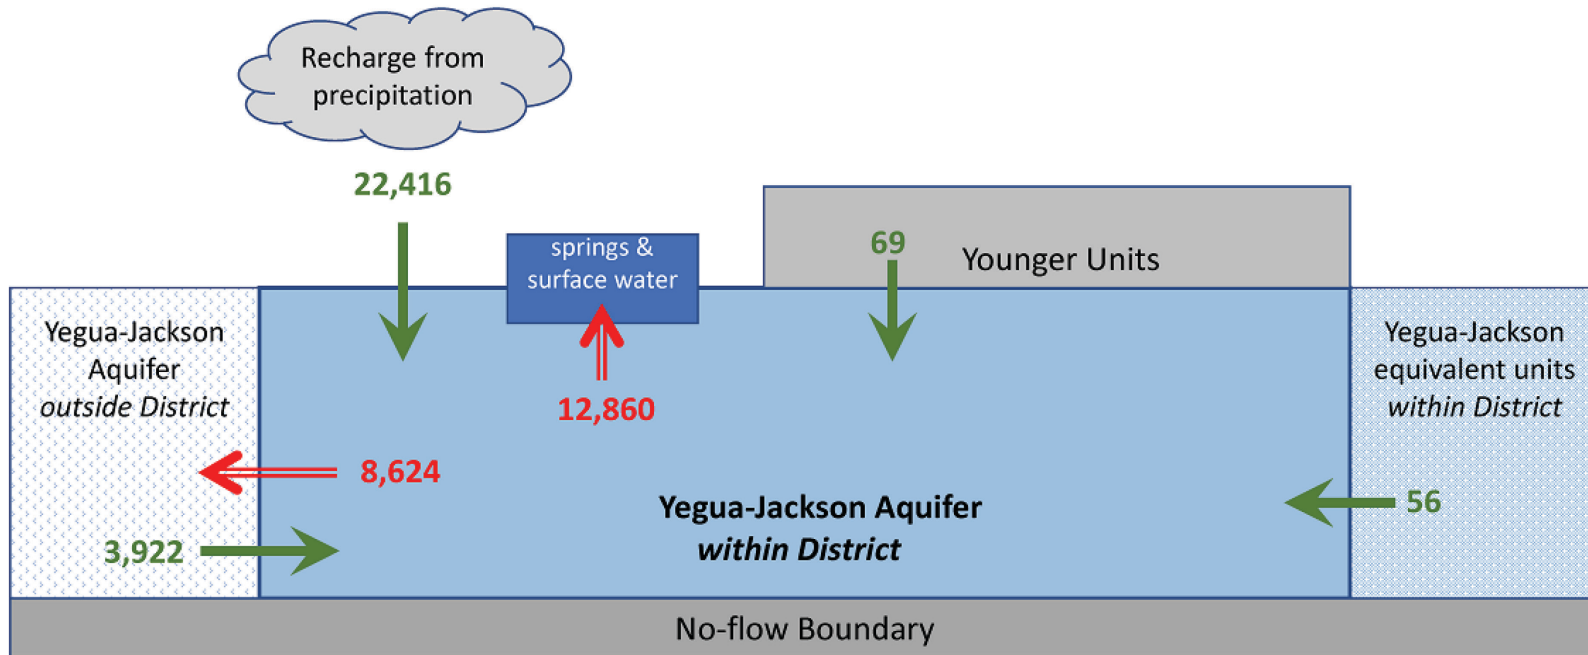 Recharge from
precipitation
22,416
springs &
surface water
69
Younger Units
Yegua-Jackson
Aquifer
outside District
12,860
8,624
3,922
Yegua-Jackson Aquifer
within District
Yegua-Jackson
equivalent units
within District
56
No-flow Boundary